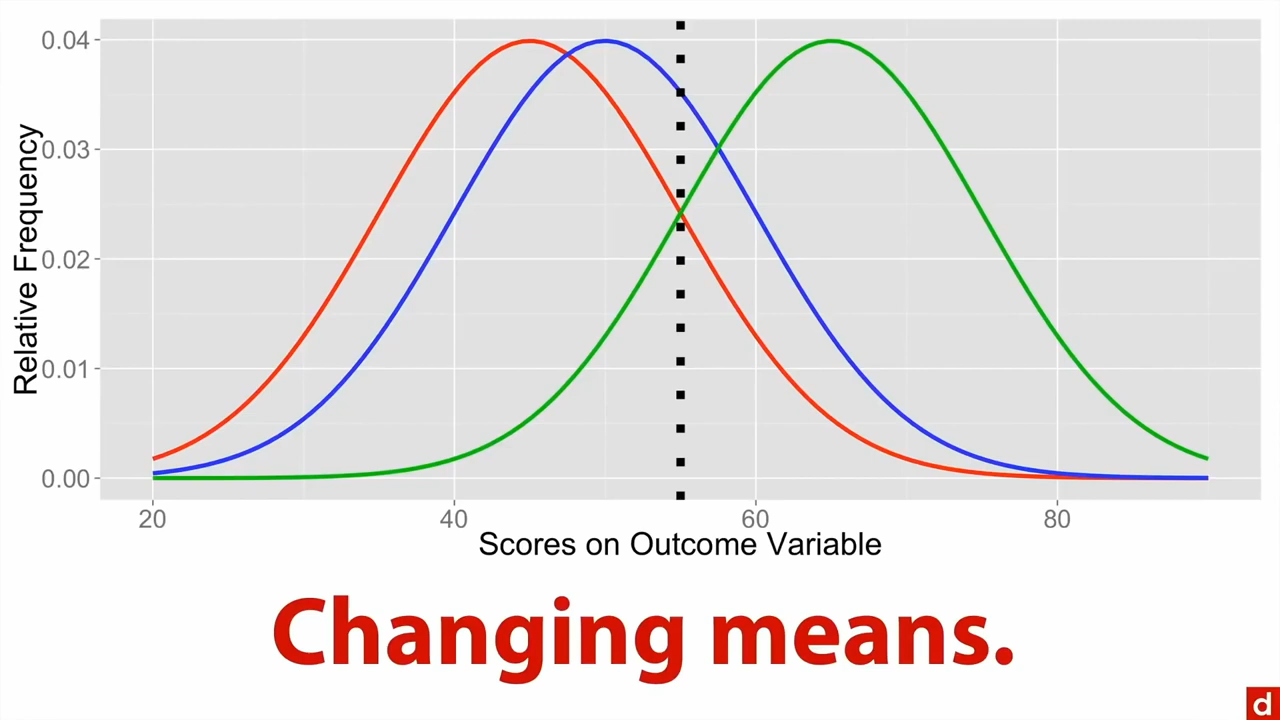 0.04
0.03
0.02
0.01
0.00
Relative Frequency
20 40 60 80
Scores on Outcome Variable
Changing means.
d